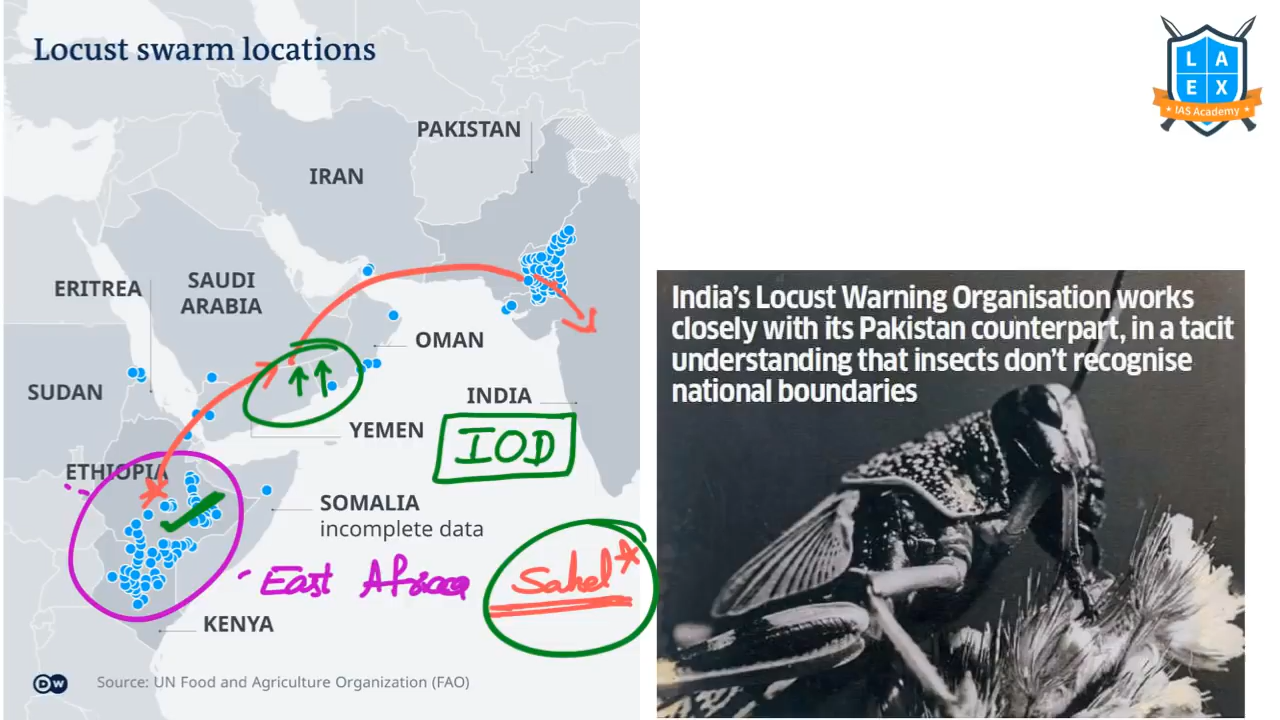 Locust swarm locations
PAKISTAN
IRAN
ERITREA
SAUDI
ARABIA
OMAN
SUDAN
INDIA
YEMEN
IOD
ETHIOPIA
SOMALIA
incomplete data
East Africa
Sahel
KENYA
DW
Source: UN Food and Agriculture Organization (FAO)
L A
E X
IAS Academy
India's Locust Warning Organisation works
closely with its Pakistan counterpart, in a tacit
understanding that insects don't recognise
national boundaries